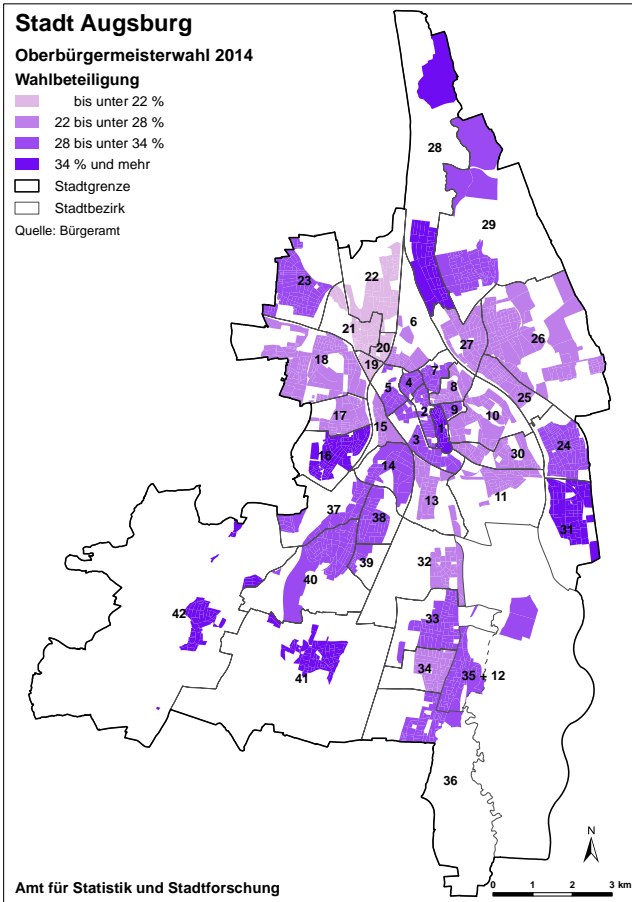 Stadt Augsburg
Oberbürgermeisterwahl 2014
Wahlbeteiligung
bis unter 22 %
22 bis unter 28 %
28 bis unter 34 %
34 % und mehr
Stadtgrenze
Stadtbezirk
Quelle: Bürgeramt
28
29
22
23
6
21
20
27
26
18
19
7
4
5
8
25
2
9
10
17
15
1
3
24
16
30
14
11
13
31
37
38
32
39
40
42
33
34
35 + 12
41
36
N
Amt für Statistik und Stadtforschung
0 1 2 3 km